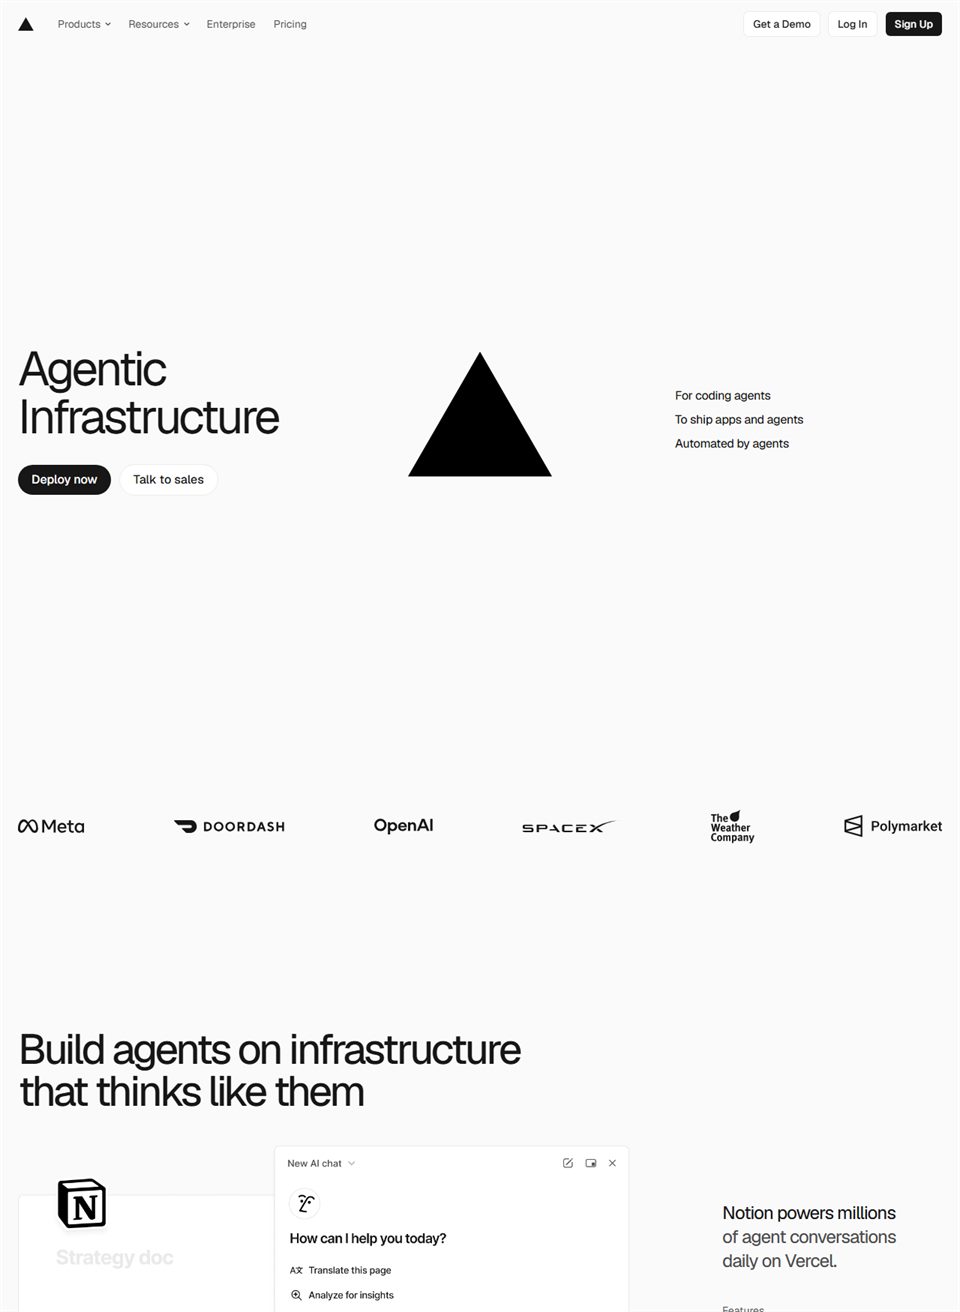 Products
Resources
Enterprise
Pricing
Get a Demo
Log In
Sign Up
Agentic
Infrastructure
Deploy now
Talk to sales
For coding agents
To ship apps and agents
Automated by agents
Meta
DOORDASH
OpenAI
SPACEX
The
Weather
Company
Polymarket
Build agents on infrastructure
that thinks like them
New AI chat
N
Strategy doc
How can I help you today?
Translate this page
Analyze for insights
Notion powers millions
of agent conversations
daily on Vercel.
Features